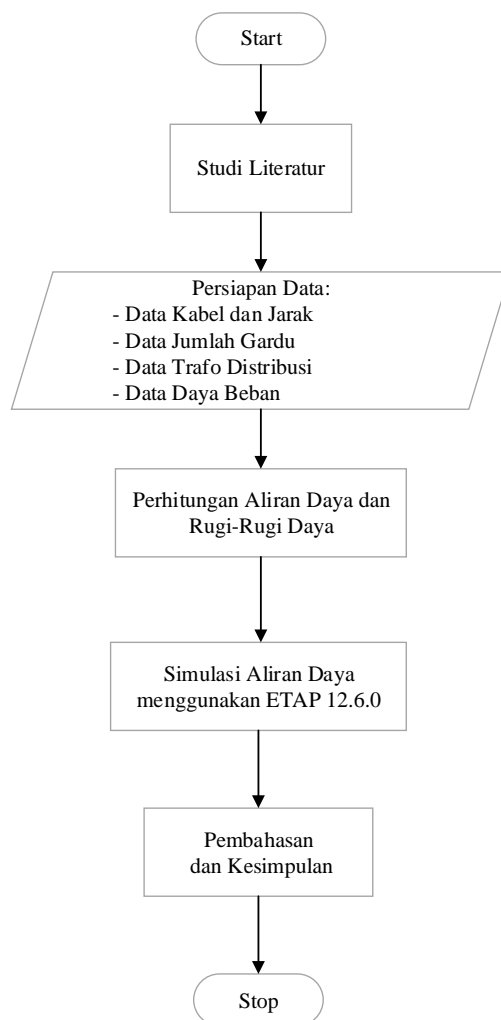 Start
Studi Literatur
Persiapan Data:
- Data Kabel dan Jarak
- Data Jumlah Gardu
- Data Trafo Distribusi
- Data Daya Beban
Perhitungan Aliran Daya dan
Rugi-Rugi Daya
Simulasi Aliran Daya
menggunakan ETAP 12.6.0
Pembahasan
dan Kesimpulan
Stop